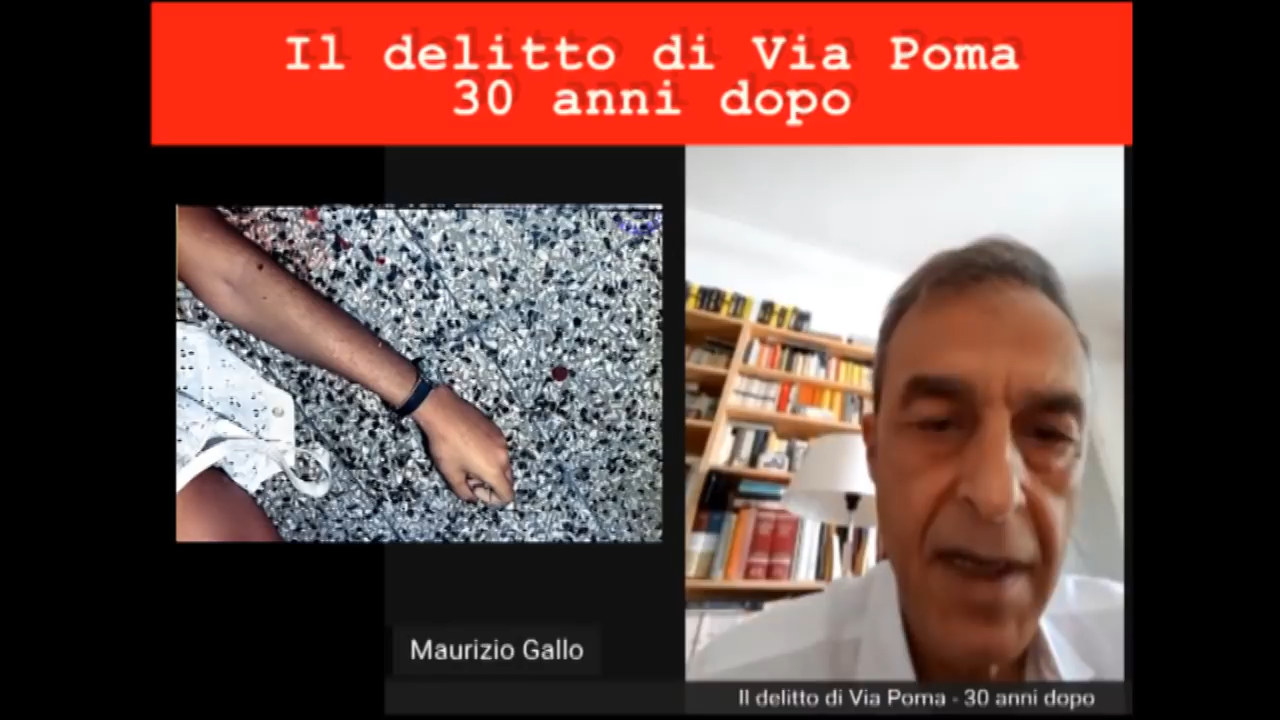 Il delitto di Via Poma
30 anni dopo
Maurizio Gallo
Il delitto di Via Poma - 30 anni dopo